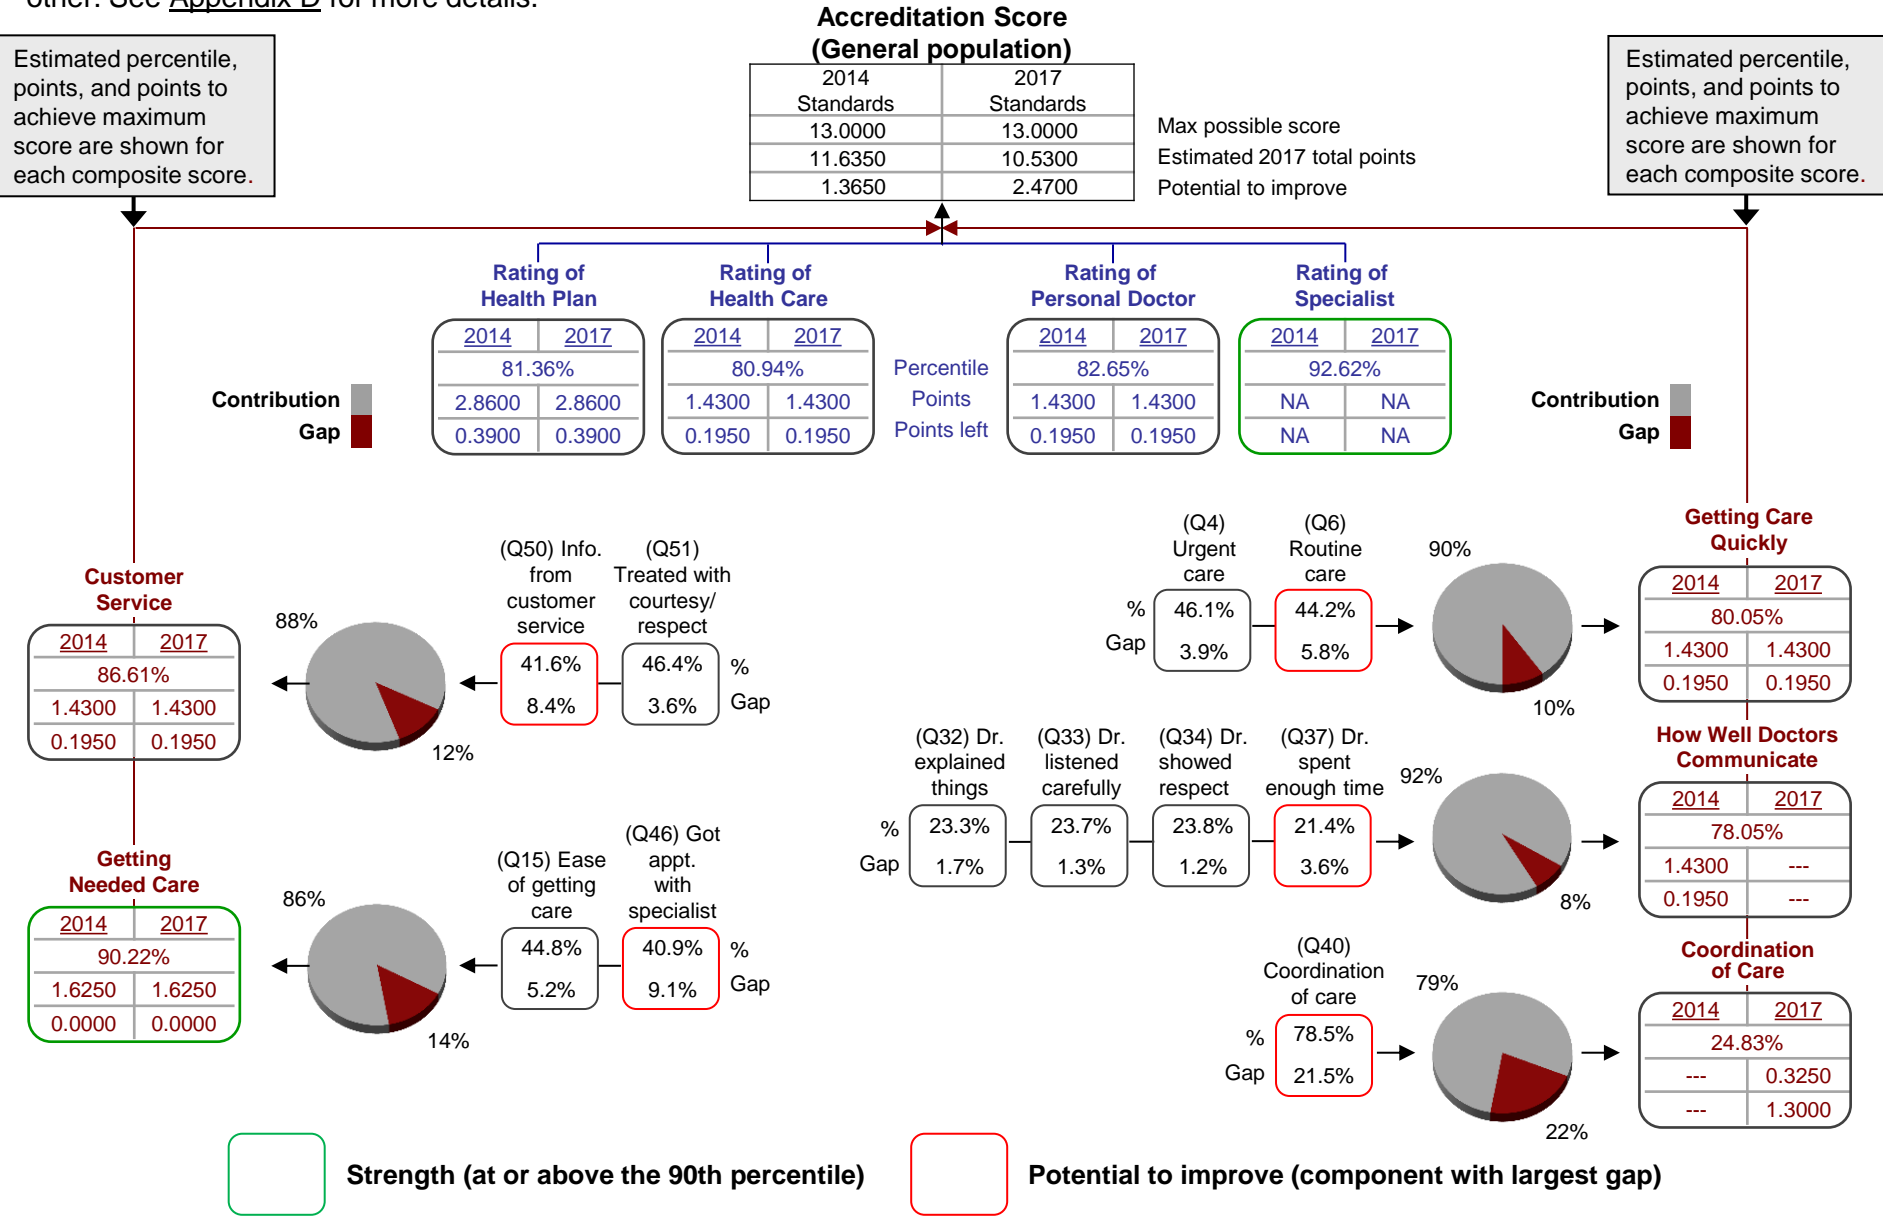 other. See Appendix D for more details.
Accreditation Score
(General population)
Estimated percentile,
points, and points to
achieve maximum
score are shown for
each composite score.
2014 Standards 2017 Standards
13.0000 13.0000 Max possible score
11.6350 10.5300 Estimated 2017 total points
1.3650 2.4700 Potential to improve
Estimated percentile,
points, and points to
achieve maximum
score are shown for
each composite score.
Contribution
Gap
Rating of
Health Plan
2014 2017
81.36%
2.8600 2.8600
0.3900 0.3900
Rating of
Health Care
2014 2017
80.94%
1.4300 1.4300
0.1950 0.1950
Percentile
Points
Points left
Rating of
Personal Doctor
2014 2017
82.65%
1.4300 1.4300
0.1950 0.1950
Rating of
Specialist
2014 2017
92.62%
NA NA
NA NA
Contribution
Gap
Customer
Service
2014 2017
86.61%
1.4300 1.4300
0.1950 0.1950
88%
12%
(Q50) Info.
from
customer
service
41.6%
8.4%
(Q51)
Treated with
courtesy/
respect
46.4%
3.6%
%
Gap
(Q4)
Urgent
care
%
Gap
46.1%
3.9%
(Q6)
Routine
care
44.2%
5.8%
90%
10%
Getting Care
Quickly
2014 2017
80.05%
1.4300 1.4300
0.1950 0.1950
(Q32) Dr.
explained
things
%
Gap
23.3%
1.7%
(Q33) Dr.
listened
carefully
23.7%
1.3%
(Q34) Dr.
showed
respect
23.8%
1.2%
(Q37) Dr.
spent
enough time
21.4%
3.6%
92%
8%
How Well Doctors
Communicate
2014 2017
78.05%
1.4300 ---
0.1950 ---
Getting
Needed Care
2014 2017
90.22%
1.6250 1.6250
0.0000 0.0000
86%
14%
(Q15) Ease
of getting
care
44.8%
5.2%
(Q46) Got
appt.
with
specialist
40.9%
9.1%
%
Gap
(Q40)
Coordination
of care
%
Gap
78.5%
21.5%
79%
22%
Coordination
of Care
2014 2017
24.83%
--- 0.3250
--- 1.3000
Strength (at or above the 90th percentile)
Potential to improve (component with largest gap)